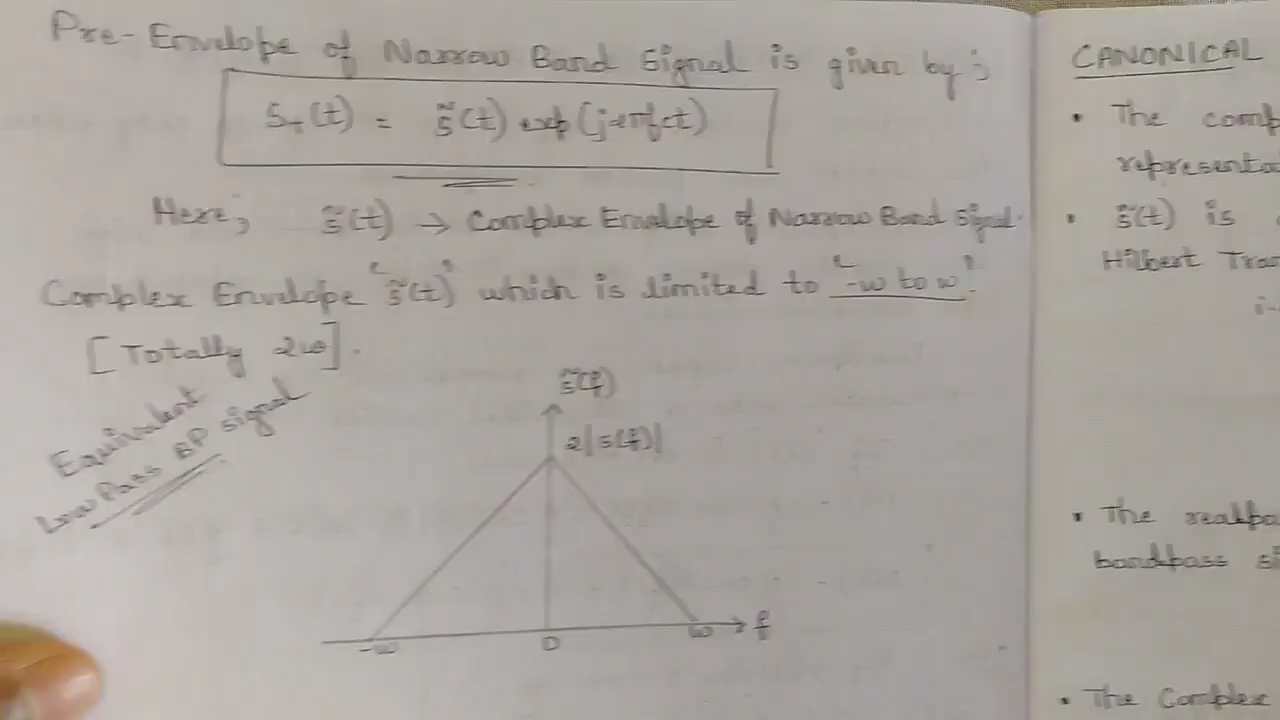 Pre-Envelope of Narrow Band Signal is given by;
S₊(t) = s̃(t) exp(j2πfct)
Here, s̃(t) → Complex Envelope of Narrow Band Signal.
Complex Envelope 's̃(t)' which is limited to '-w to w'.
[Totally 2w].
Equivalent
Low Pass BP signal
s̃(f)
2|s(f)|
-w 0 w f
CANONICAL
• The comp
representa
• s̃(t) is
Hilbert Tran
i-
• The realpa
bandpass si
• The Complex